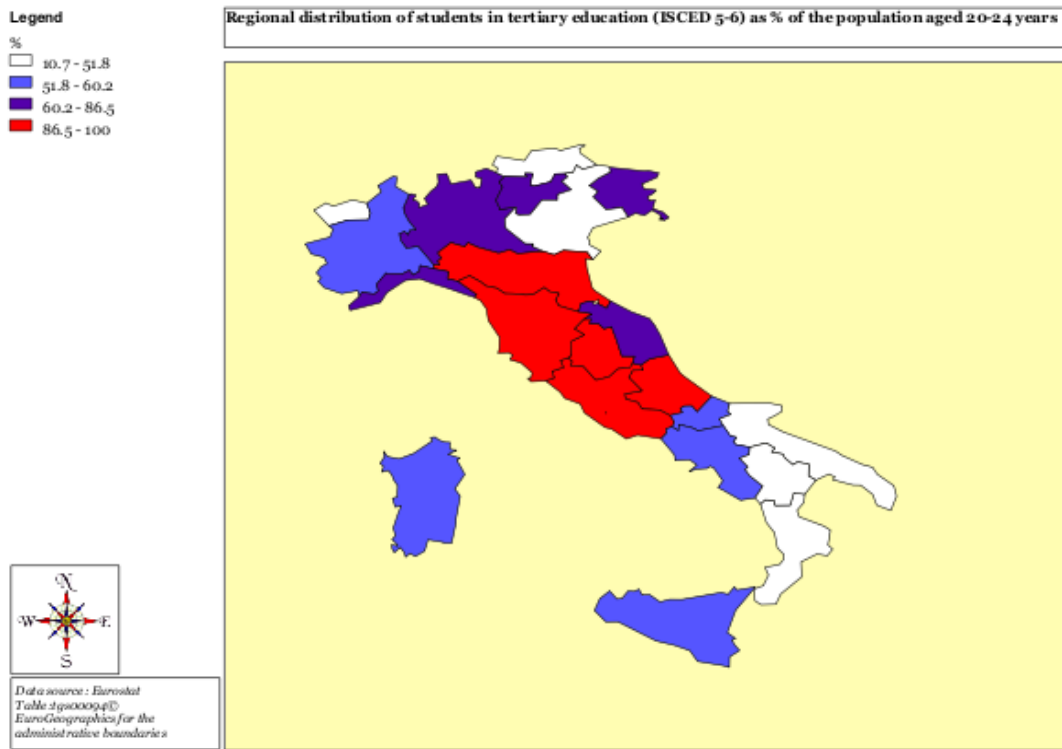 Legend
%
10.7 - 51.8
51.8 - 60.2
60.2 - 86.5
86.5 - 100
Regional distribution of students in tertiary education (ISCED 5-6) as % of the population aged 20-24 years
N
W E
S
Data source : Eurostat
Table:tgs00094©
EuroGeographics for the
administrative boundaries